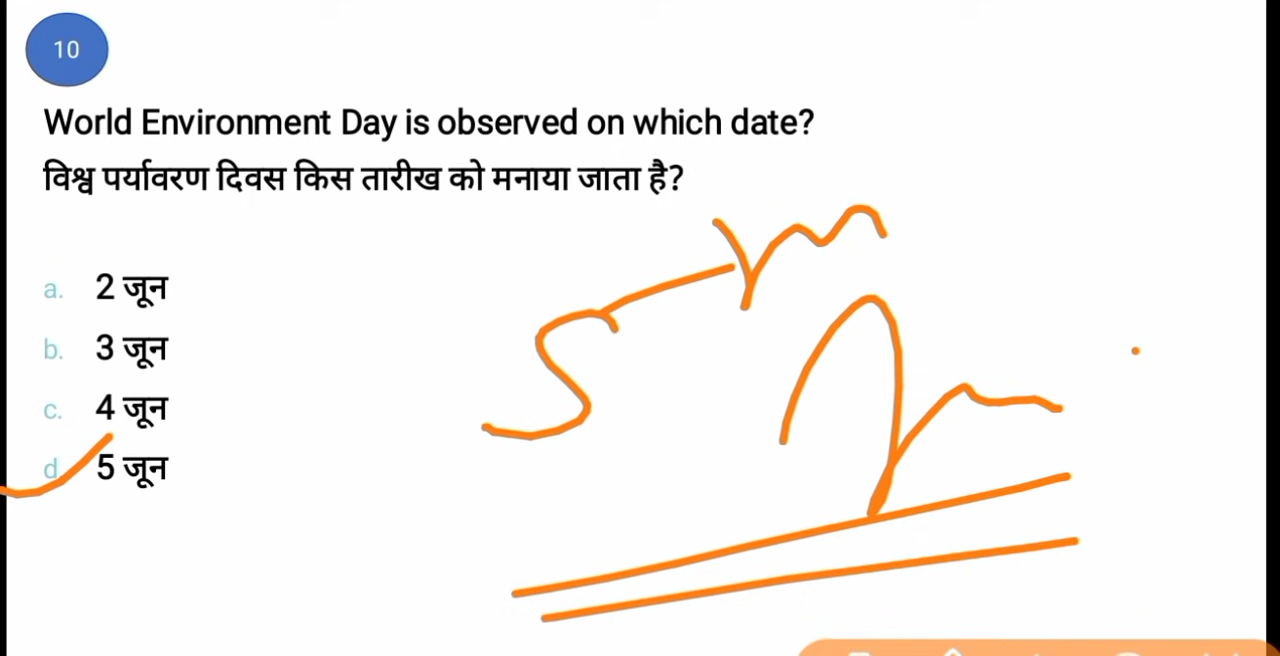 10
World Environment Day is observed on which date?
विश्व पर्यावरण दिवस किस तारीख को मनाया जाता है?
a. 2 जून
b. 3 जून
c. 4 जून
d. 5 जून